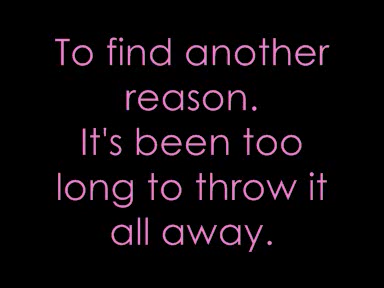 To find another
reason.
It's been too
long to throw it
all away.